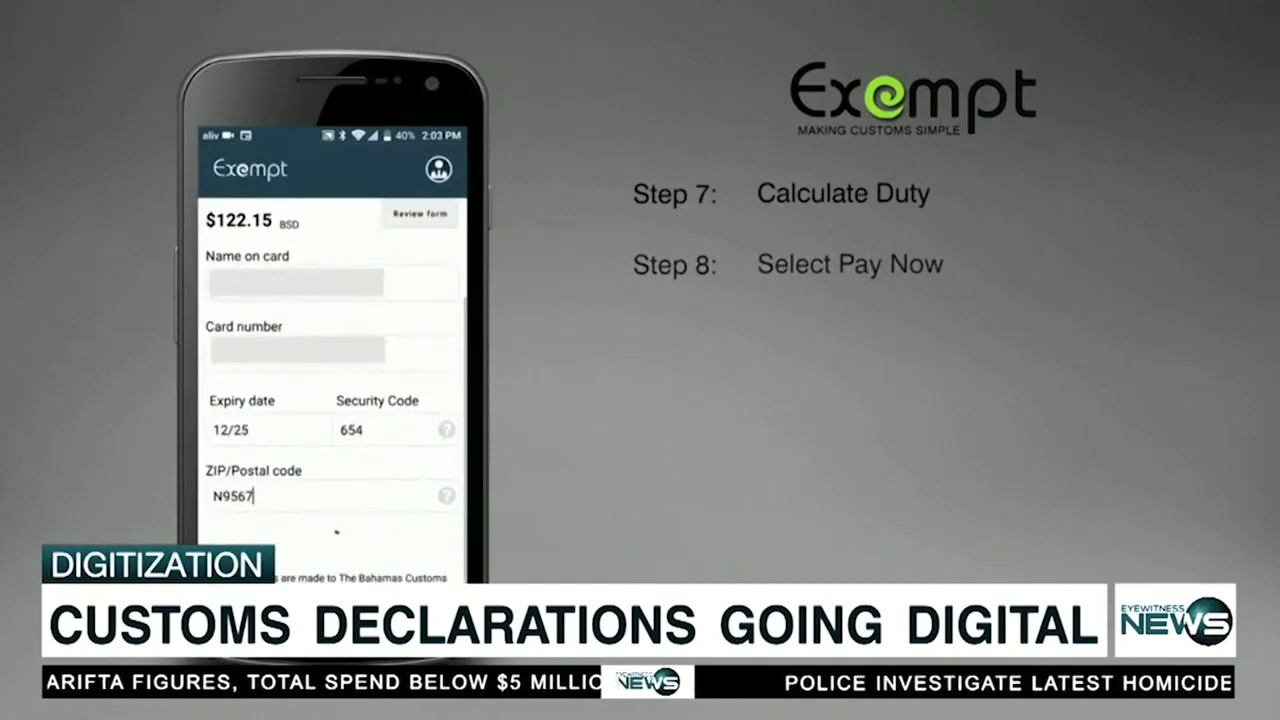 Exempt
MAKING CUSTOMS SIMPLE
Step 7: Calculate Duty
Step 8: Select Pay Now
aliv 40% 2:03 PM
Exempt
$122.15 BSD
Review form
Name on card
Card number
Expiry date Security Code
12/25 654 ?
ZIP/Postal code
N9567 ?
are made to The Bahamas Customs
DIGITIZATION
CUSTOMS DECLARATIONS GOING DIGITAL
EYEWITNESS
NEWS
ARIFTA FIGURES, TOTAL SPEND BELOW $5 MILLIO NEWS POLICE INVESTIGATE LATEST HOMICIDE